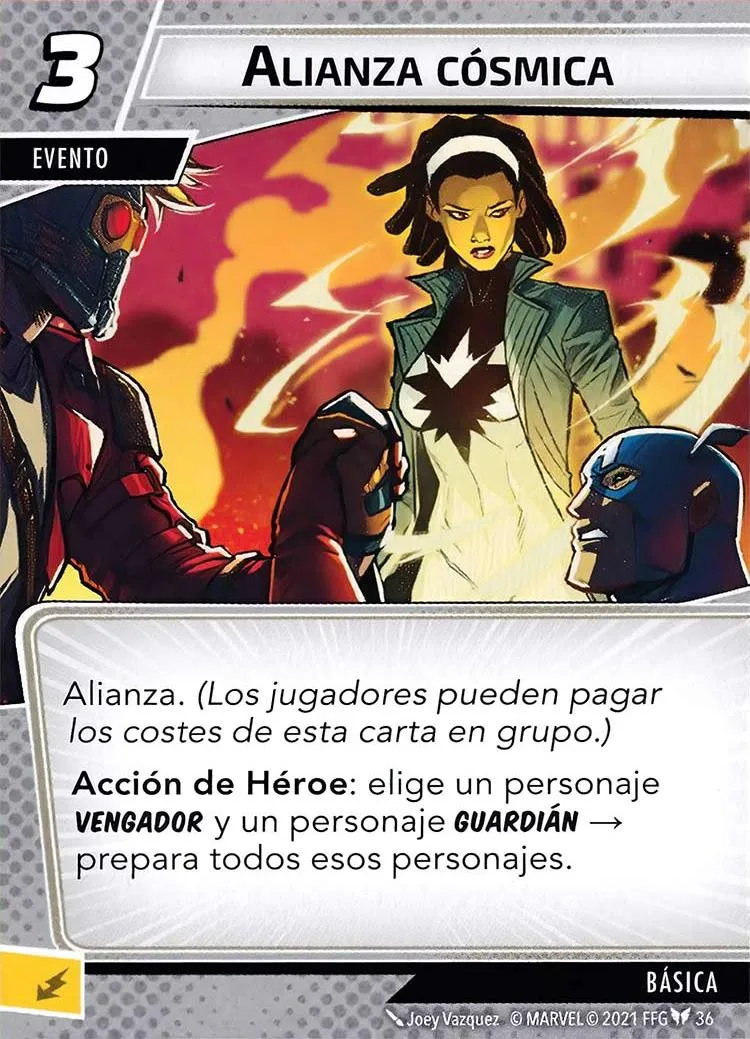 3
ALIANZA CÓSMICA
EVENTO
Alianza. (Los jugadores pueden pagar
los costes de esta carta en grupo.)
Acción de Héroe: elige un personaje
VENGADOR y un personaje GUARDIÁN →
prepara todos esos personajes.
BÁSICA
Joey Vazquez © MARVEL © 2021 FFG 36